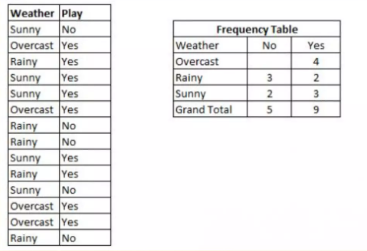 Weather Play
Sunny No
Overcast Yes
Rainy Yes
Sunny Yes
Sunny Yes
Overcast Yes
Rainy No
Rainy No
Sunny Yes
Rainy Yes
Sunny No
Overcast Yes
Overcast Yes
Rainy No
Frequency Table
Weather No Yes
Overcast 4
Rainy 3 2
Sunny 2 3
Grand Total 5 9